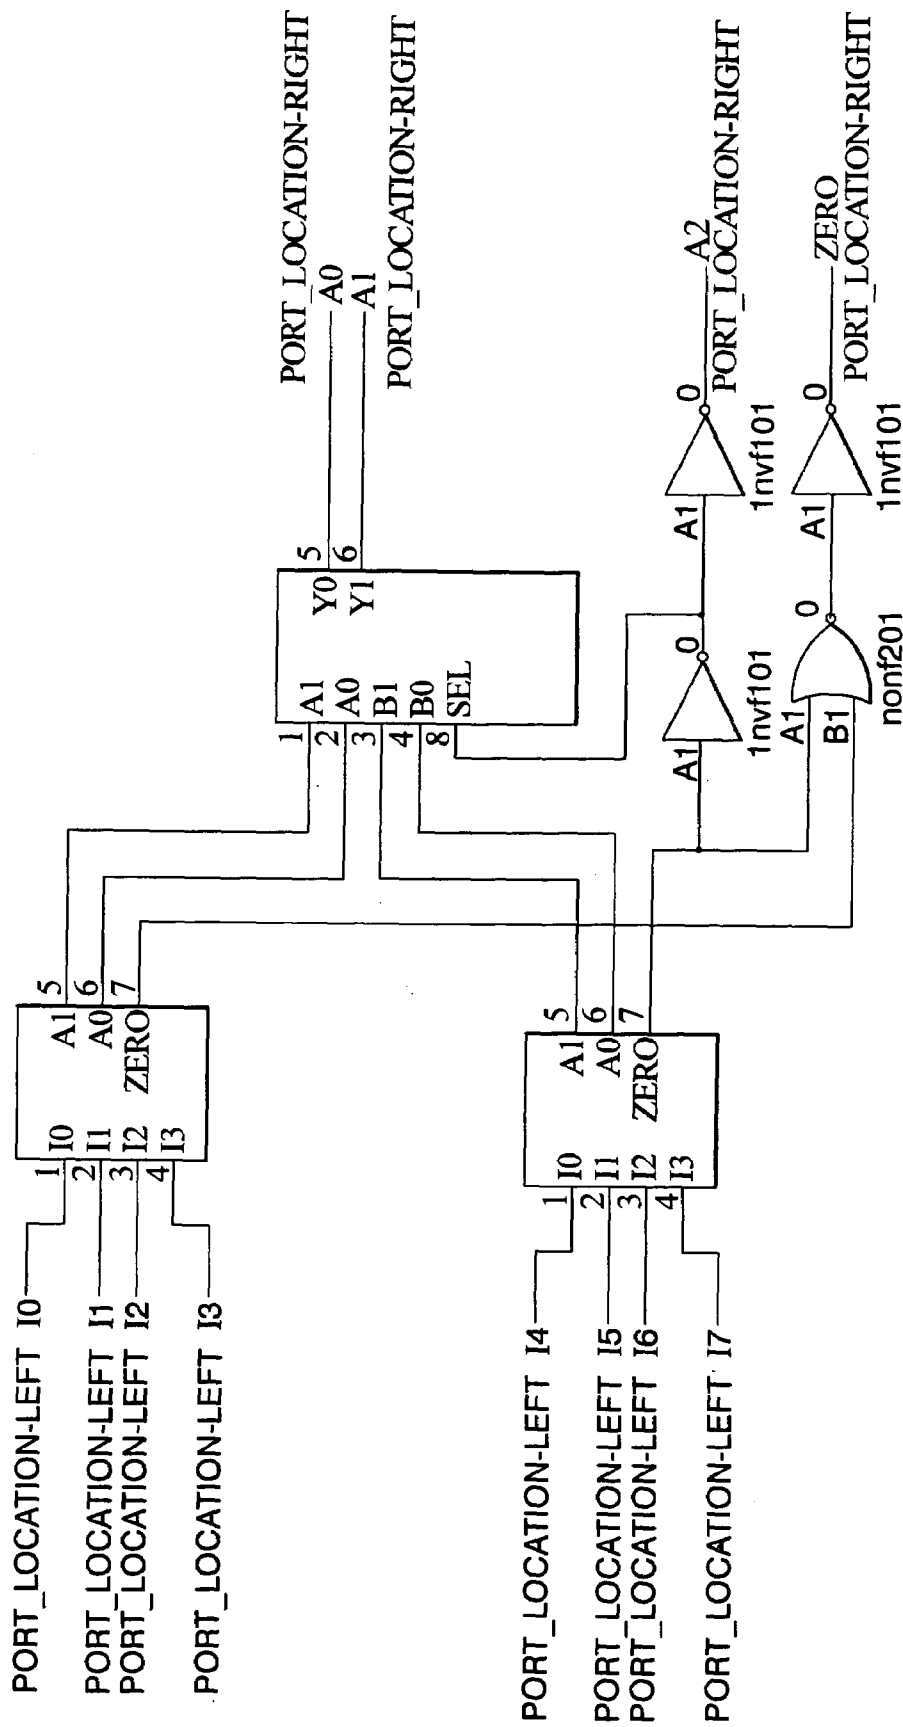 PORT_LOCATION-LEFT I0
PORT_LOCATION-LEFT I1
PORT_LOCATION-LEFT I2
PORT_LOCATION-LEFT I3
1 I0
2 I1
3 I2
4 I3
A1 5
A0 6
ZERO 7
PORT_LOCATION-LEFT I4
PORT_LOCATION-LEFT I5
PORT_LOCATION-LEFT I6
PORT_LOCATION-LEFT I7
1 I0
2 I1
3 I2
4 I3
A1 5
A0 6
ZERO 7
1 A1
2 A0
3 B1
4 B0
8 SEL
Y0 5
Y1 6
PORT_LOCATION-RIGHT
A0
A1
PORT_LOCATION-RIGHT
A1 0
1nvf101
A1 0
1nvf101
A2
PORT_LOCATION-RIGHT
A1
B1
0
nonf201
A1 0
1nvf101
ZERO
PORT_LOCATION-RIGHT